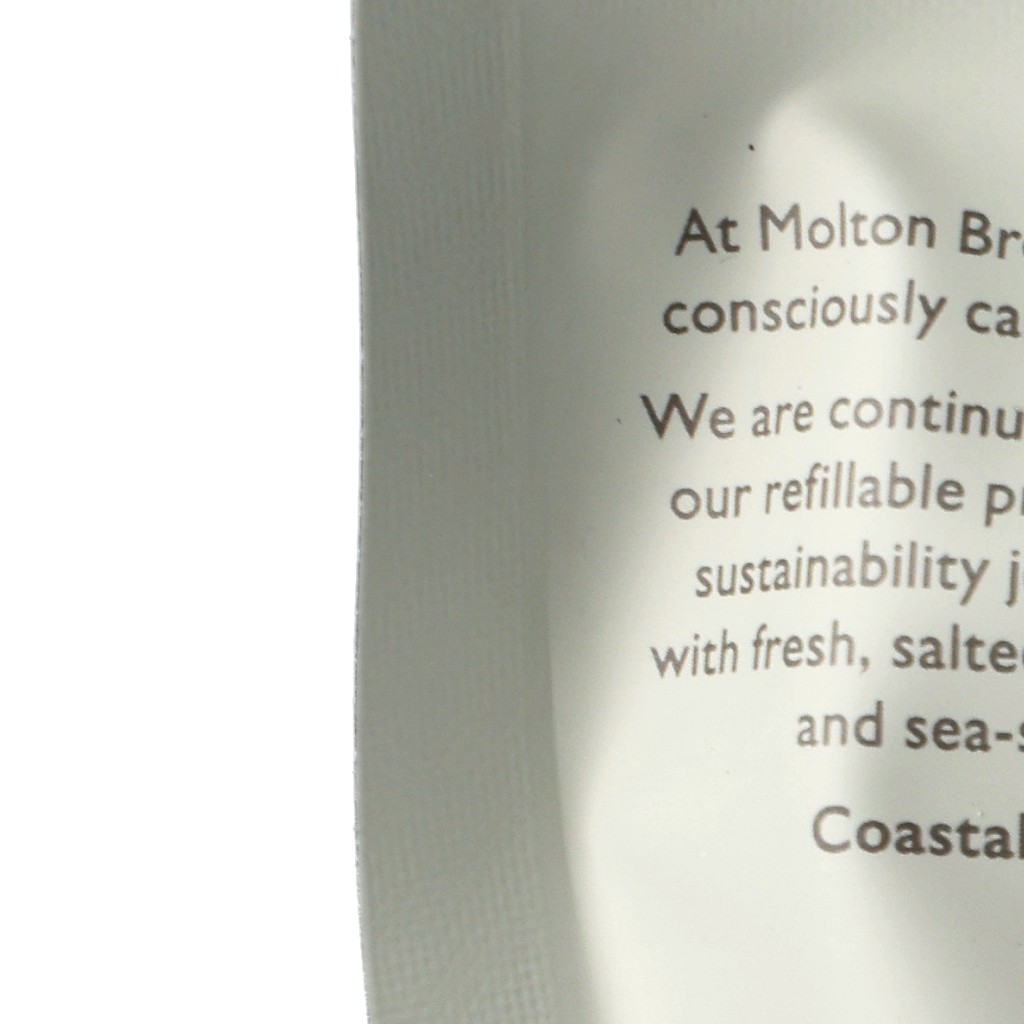 At Molton Br
consciously ca
We are continu
our refillable p
sustainability j
with fresh, salte
and sea-s
Coastal